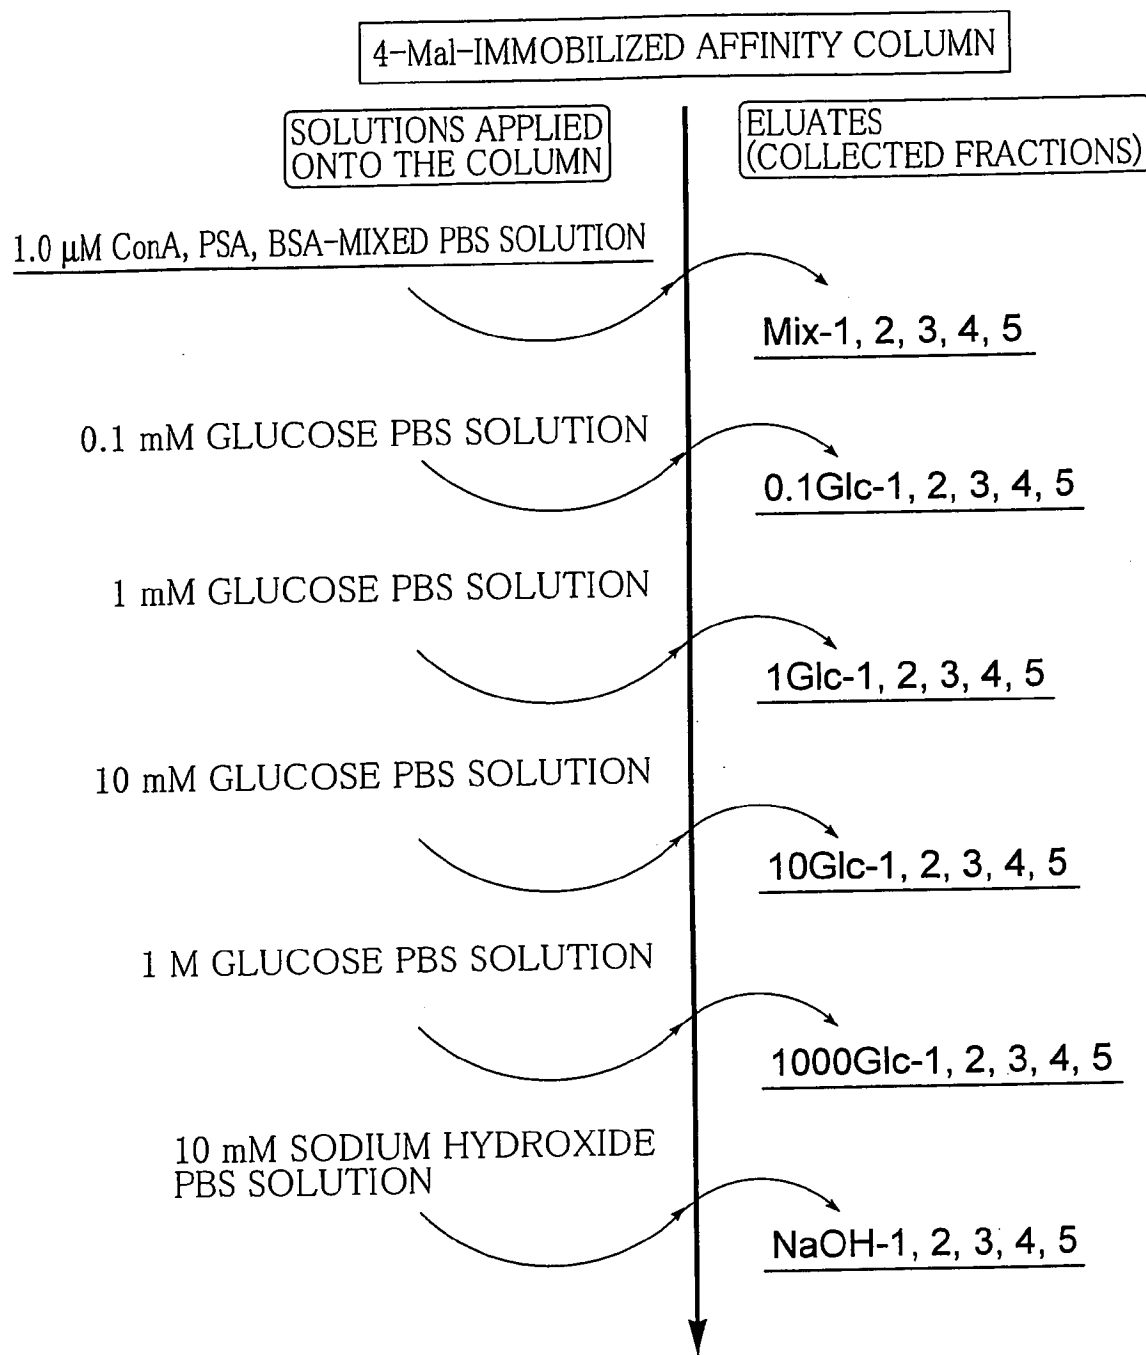 4-Mal-IMMOBILIZED AFFINITY COLUMN
SOLUTIONS APPLIED
ONTO THE COLUMN
ELUATES
(COLLECTED FRACTIONS)
1.0 μM ConA, PSA, BSA-MIXED PBS SOLUTION
Mix-1, 2, 3, 4, 5
0.1 mM GLUCOSE PBS SOLUTION
0.1Glc-1, 2, 3, 4, 5
1 mM GLUCOSE PBS SOLUTION
1Glc-1, 2, 3, 4, 5
10 mM GLUCOSE PBS SOLUTION
10Glc-1, 2, 3, 4, 5
1 M GLUCOSE PBS SOLUTION
1000Glc-1, 2, 3, 4, 5
10 mM SODIUM HYDROXIDE
PBS SOLUTION
NaOH-1, 2, 3, 4, 5